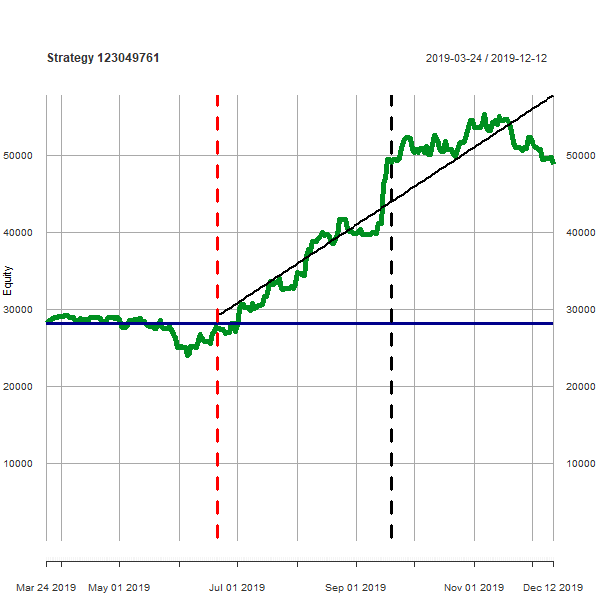 Strategy 123049761
2019-03-24 / 2019-12-12
50000
50000
40000
40000
Equity
30000
30000
20000
20000
10000
10000
Mar 24 2019
May 01 2019
Jul 01 2019
Sep 01 2019
Nov 01 2019
Dec 12 2019